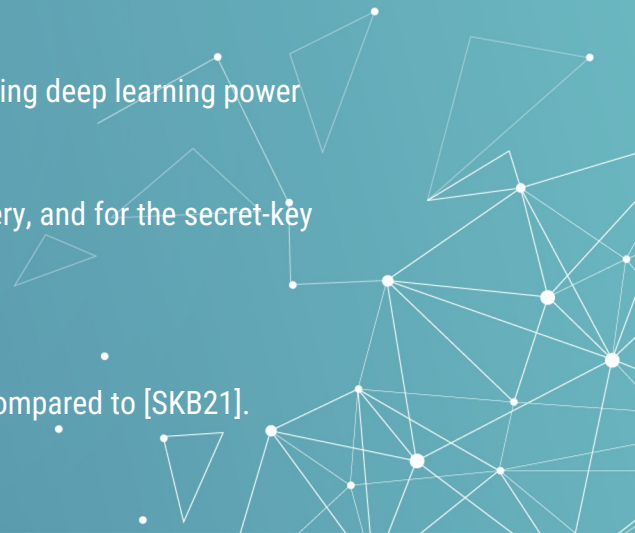 ing deep learning power
ery, and for the secret-key
ompared to [SKB21].